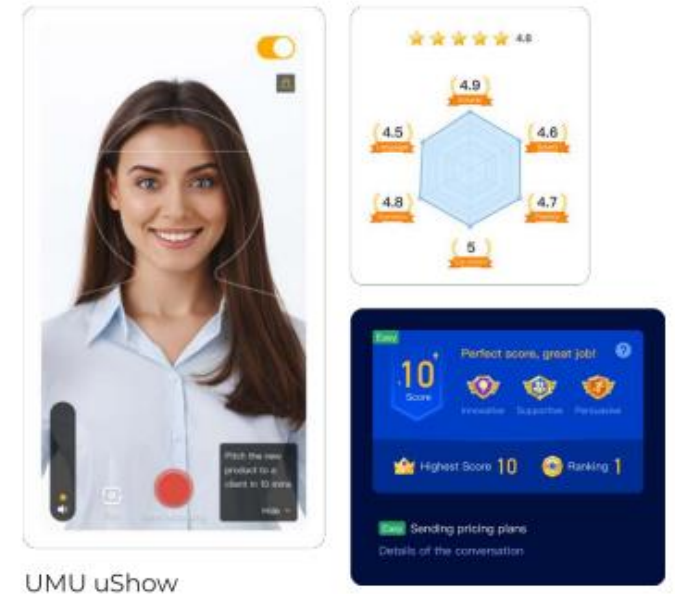 Pitch the new
product to a
client in 10 mins
Hide
UMU uShow
4.8
4.9
4.5
4.6
4.8
4.7
5
Easy
10
Score
Perfect score, great job!
?
Innovative Supportive Persuasive
Highest Score 10
Ranking 1
Easy Sending pricing plans
Details of the conversation